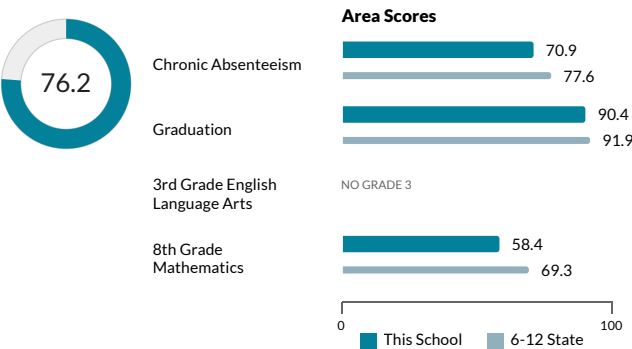 Area Scores
76.2
Chronic Absenteeism
70.9
77.6
Graduation
90.4
91.9
3rd Grade English
Language Arts
NO GRADE 3
8th Grade
Mathematics
58.4
69.3
0
100
This School
6-12 State